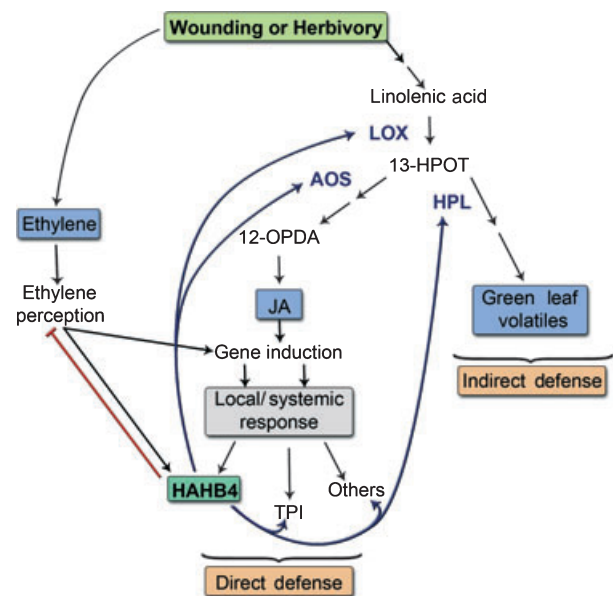 Wounding or Herbivory
Linolenic acid
LOX
13-HPOT
AOS
HPL
Ethylene
12-OPDA
Ethylene
perception
JA
Green leaf
volatiles
Gene induction
Indirect defense
Local/systemic
response
HAHB4
Others
TPI
Direct defense